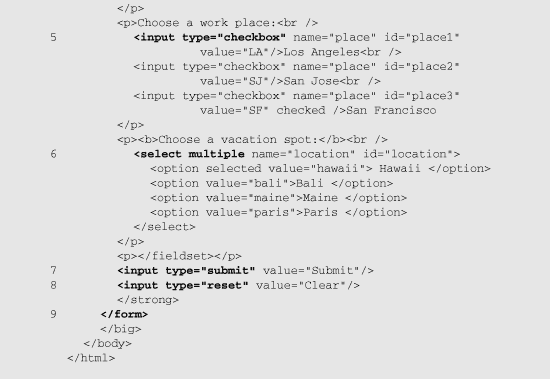 </p>
<p>Choose a work place:<br />
5 <input type="checkbox" name="place" id="place1"
value="LA"/>Los Angeles<br />
<input type="checkbox" name="place" id="place2"
value="SJ"/>San Jose<br />
<input type="checkbox" name="place" id="place3"
value="SF" checked />San Francisco
</p>
<p><b>Choose a vacation spot:</b><br />
6 <select multiple name="location" id="location">
<option selected value="hawaii"> Hawaii </option>
<option value="bali">Bali </option>
<option value="maine">Maine </option>
<option value="paris">Paris </option>
</select>
</p>
<p></fieldset></p>
7 <input type="submit" value="Submit"/>
8 <input type="reset" value="Clear"/>
</strong>
9 </form>
</big>
</body>
</html>